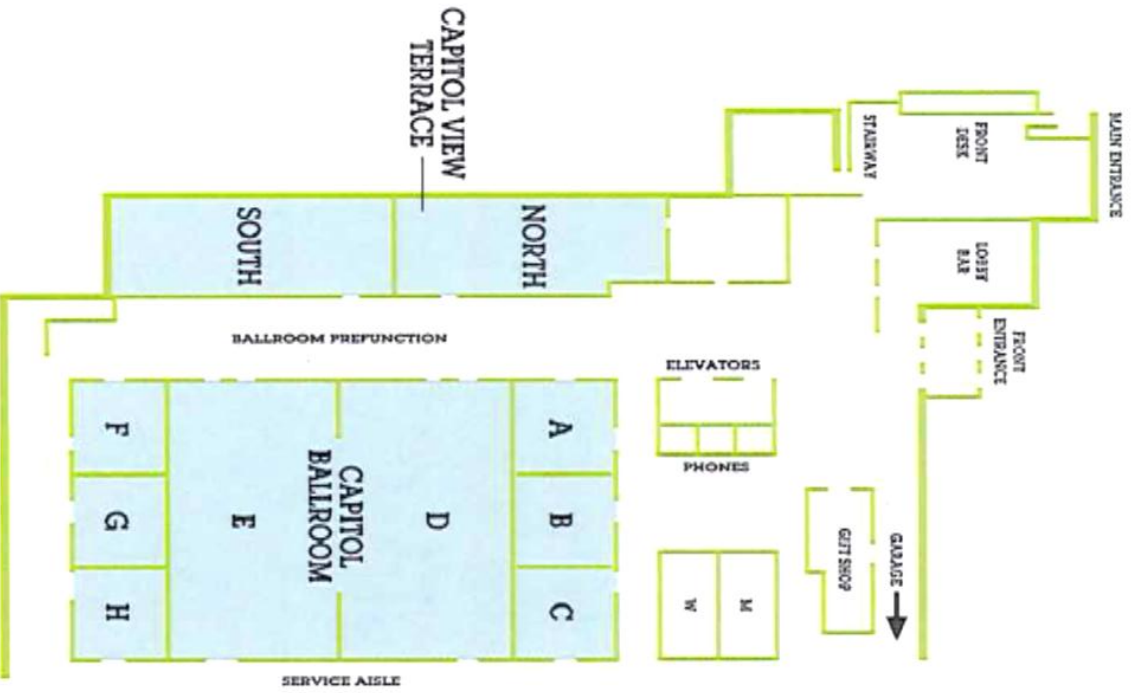 CAPITOL VIEW
TERRACE
MAIN ENTRANCE
FRONT
DESK
STAIRWAY
SOUTH
NORTH
LOBBY
BAR
FRONT
ENTRANCE
BALLROOM PREFUNCTION
ELEVATORS
PHONES
F
A
CAPITOL
BALLROOM
G
E
D
B
GIFT SHOP
GARAGE
H
C
W
M
SERVICE AISLE